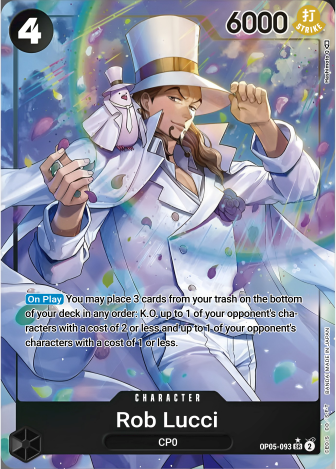 4
6000
打
STRIKE
On Play You may place 3 cards from your trash on the bottom
of your deck in any order: K.O. up to 1 of your opponent's cha-
racters with a cost of 2 or less and up to 1 of your opponent's
characters with a cost of 1 or less.
CHARACTER
Rob Lucci
CP0
OP05-093 SR 2